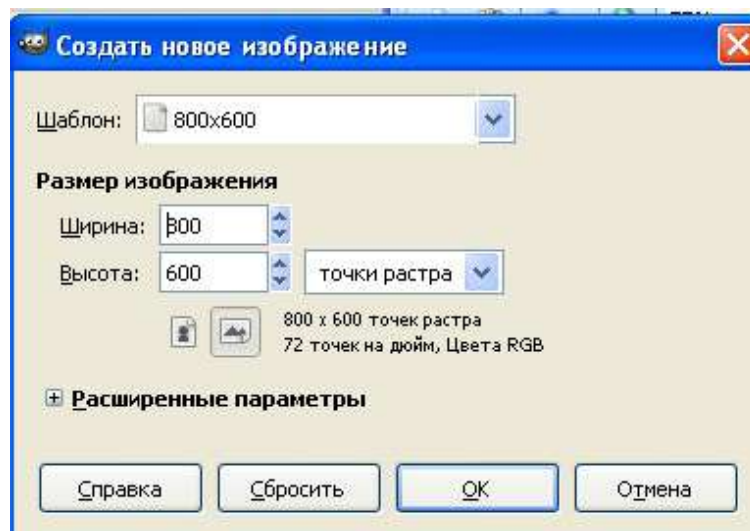 Создать новое изображение
Шаблон: 800x600
Размер изображения
Ширина: 800
Высота: 600 точки растра
800 x 600 точек растра
72 точек на дюйм, Цвета RGB
Расширенные параметры
Справка Сбросить OK Отмена